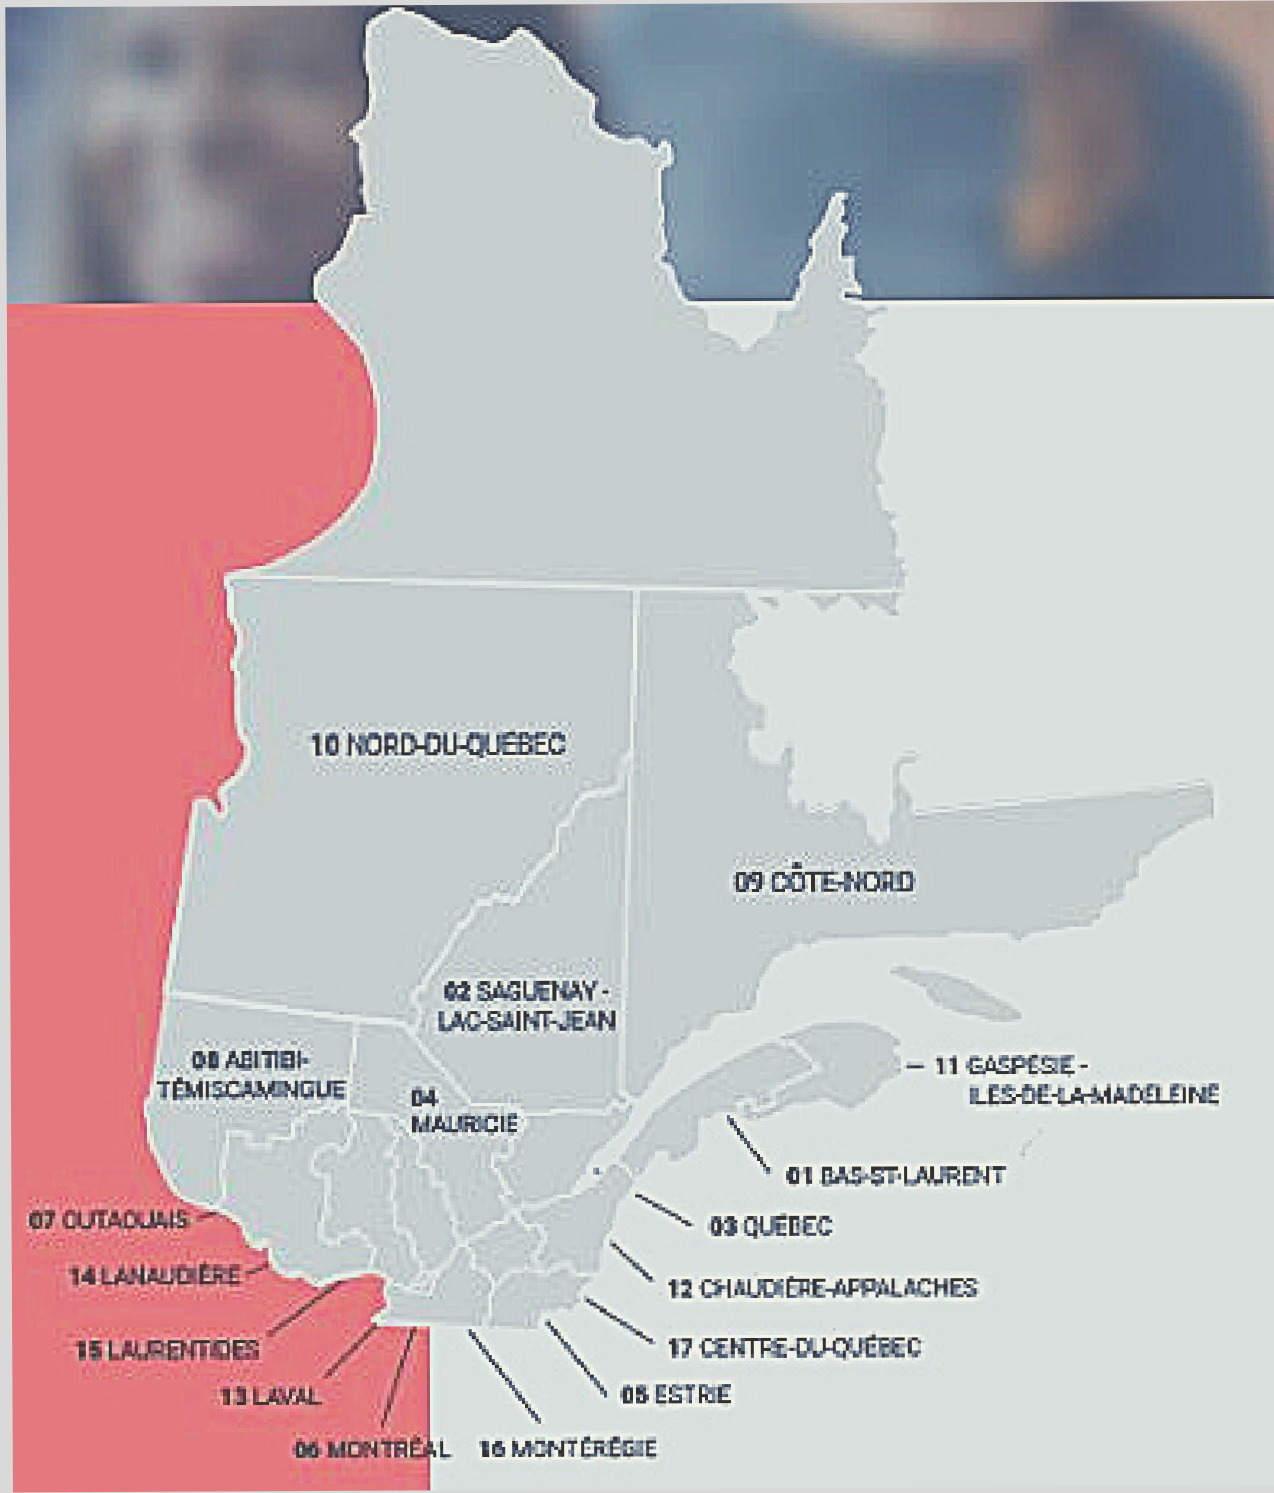 10 NORD-DU-QUÉBEC
09 CÔTE-NORD
02 SAGUENAY -
LAC-SAINT-JEAN
08 ABITIBI-
TÉMISCAMINGUE
04
MAURICIE
11 GASPÉSIE -
ILES-DE-LA-MADELEINE
01 BAS-ST-LAURENT
03 QUÉBEC
12 CHAUDIÈRE-APPALACHES
17 CENTRE-DU-QUÉBEC
05 ESTRIE
16 MONTÉRÉGIE
06 MONTRÉAL
13 LAVAL
15 LAURENTIDES
14 LANAUDIÈRE
07 OUTAOUAIS